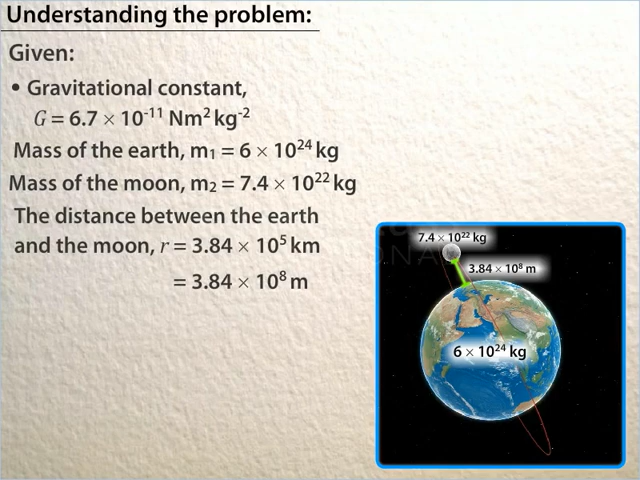 Understanding the problem:
Given:
• Gravitational constant,
G = 6.7 × 10⁻¹¹ Nm² kg⁻²
Mass of the earth, m₁ = 6 × 10²⁴ kg
Mass of the moon, m₂ = 7.4 × 10²² kg
The distance between the earth
and the moon, r = 3.84 × 10⁵ km
= 3.84 × 10⁸ m
7.4 × 10²² kg
3.84 × 10⁸ m
6 × 10²⁴ kg